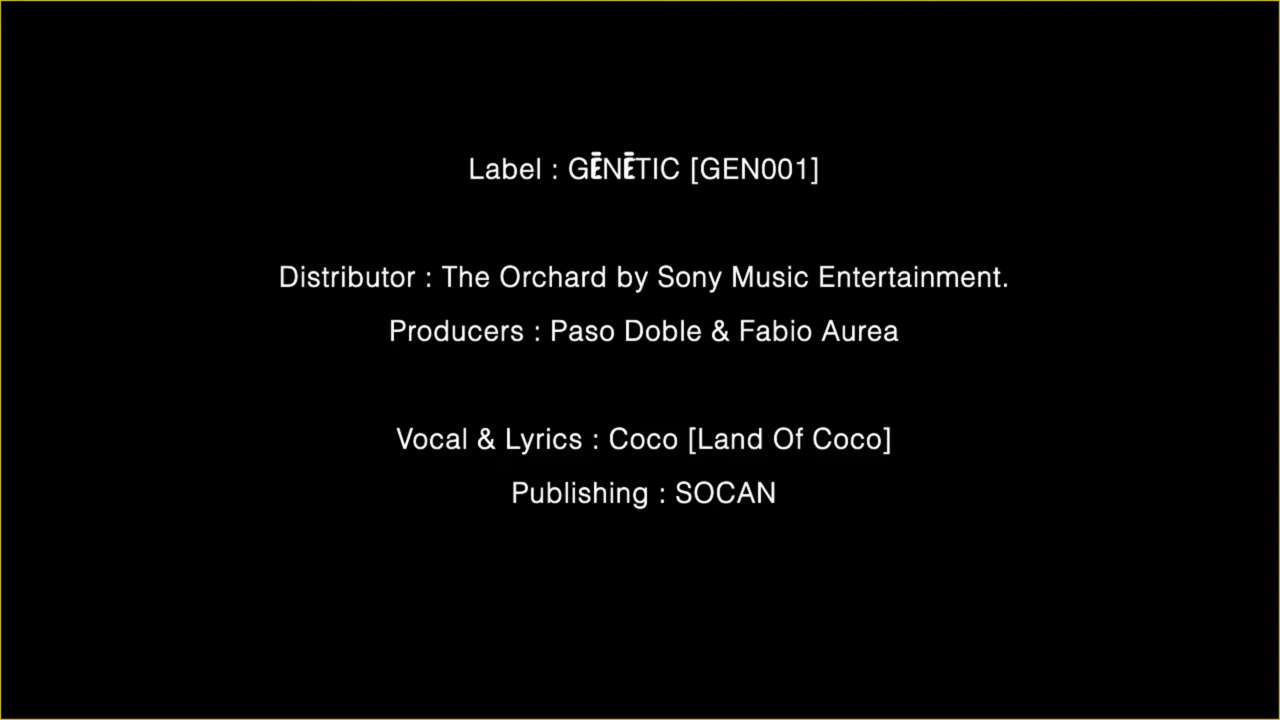 Label : GĒNĒTIC [GEN001]
Distributor : The Orchard by Sony Music Entertainment.
Producers : Paso Doble & Fabio Aurea
Vocal & Lyrics : Coco [Land Of Coco]
Publishing : SOCAN